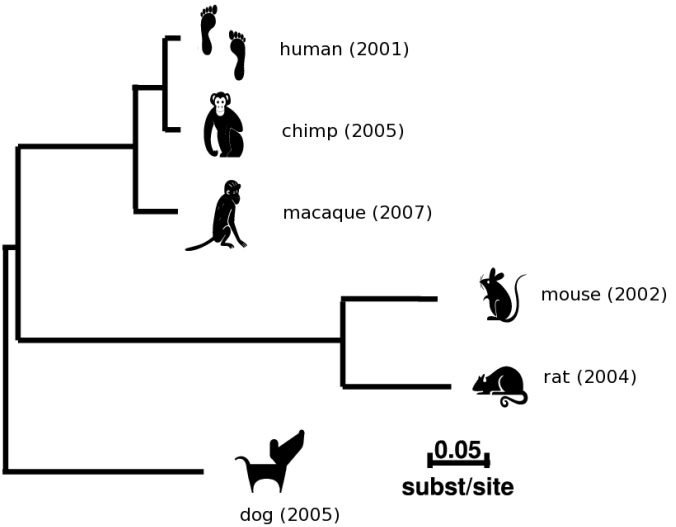 human (2001)
chimp (2005)
macaque (2007)
mouse (2002)
rat (2004)
0.05
subst/site
dog (2005)